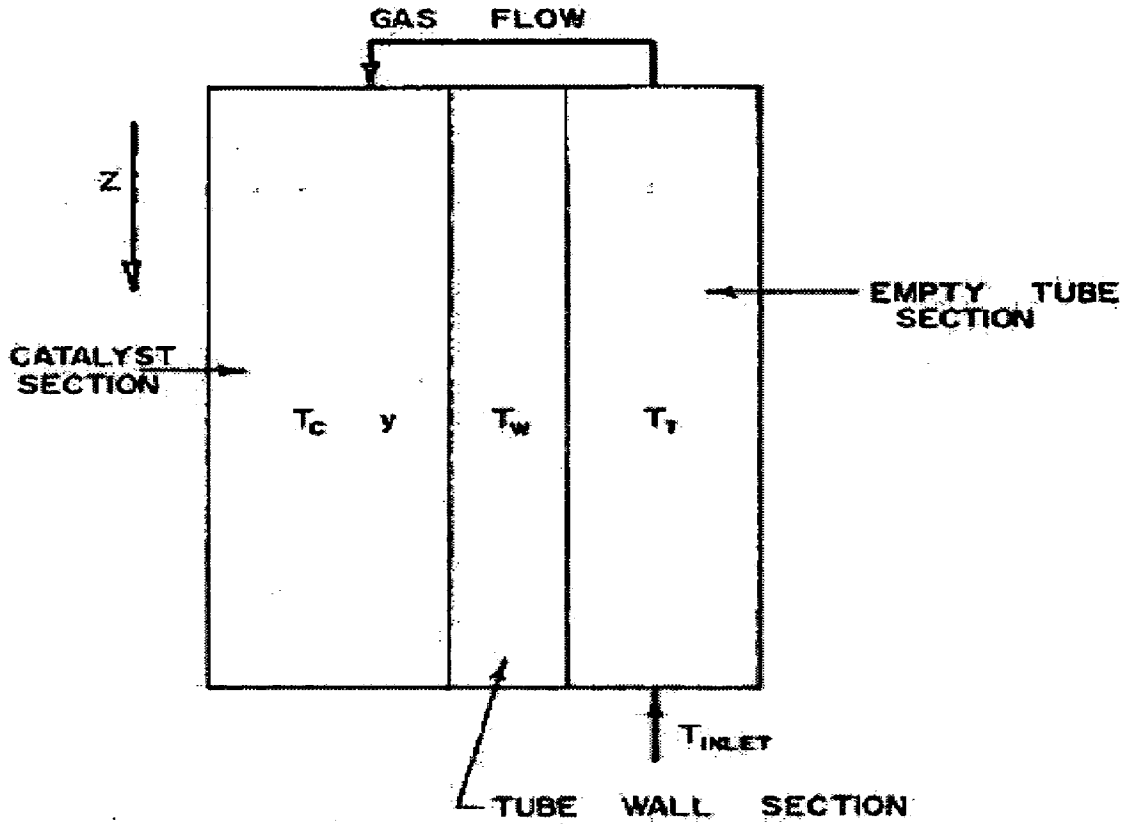 GAS FLOW
Z
EMPTY TUBE
SECTION
CATALYST
SECTION
T_C y T_W T_T
T_INLET
TUBE WALL SECTION